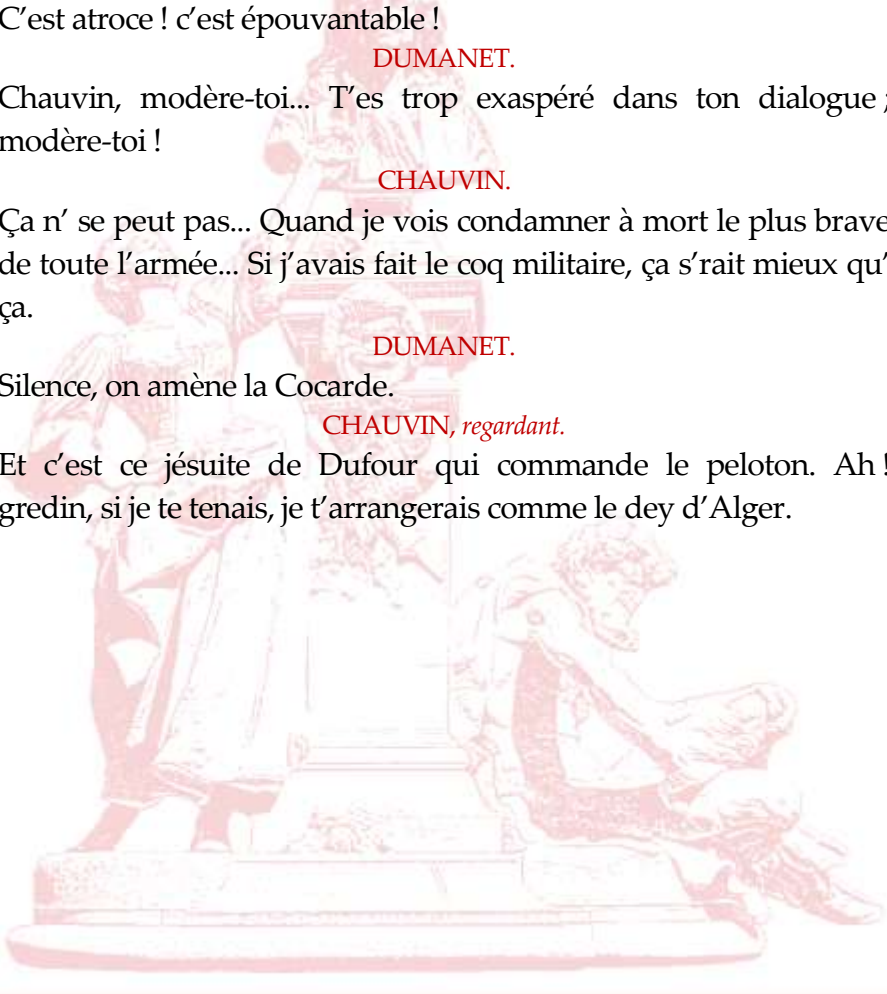 C’est atroce ! c’est épouvantable !
DUMANET.
Chauvin, modère-toi... T’es trop exaspéré dans ton dialogue ;
modère-toi !
CHAUVIN.
Ça n’ se peut pas... Quand je vois condamner à mort le plus brave
de toute l’armée... Si j’avais fait le coq militaire, ça s’rait mieux qu’
ça.
DUMANET.
Silence, on amène la Cocarde.
CHAUVIN, regardant.
Et c’est ce jésuite de Dufour qui commande le peloton. Ah !
gredin, si je te tenais, je t’arrangerais comme le dey d’Alger.